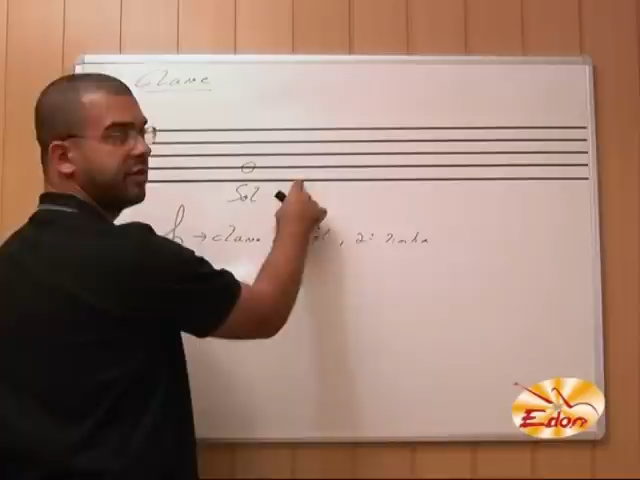 Clave
Sol
→ clave, 2ª linha
Edon